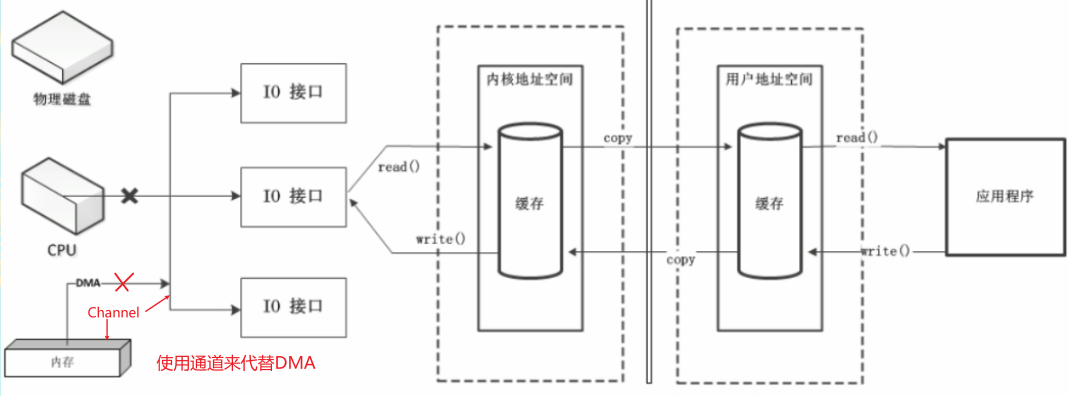 物理磁盘
CPU
DMA
Channel
内存
使用通道来代替DMA
IO 接口
IO 接口
IO 接口
read()
write()
内核地址空间
缓存
copy
copy
用户地址空间
缓存
read()
write()
应用程序